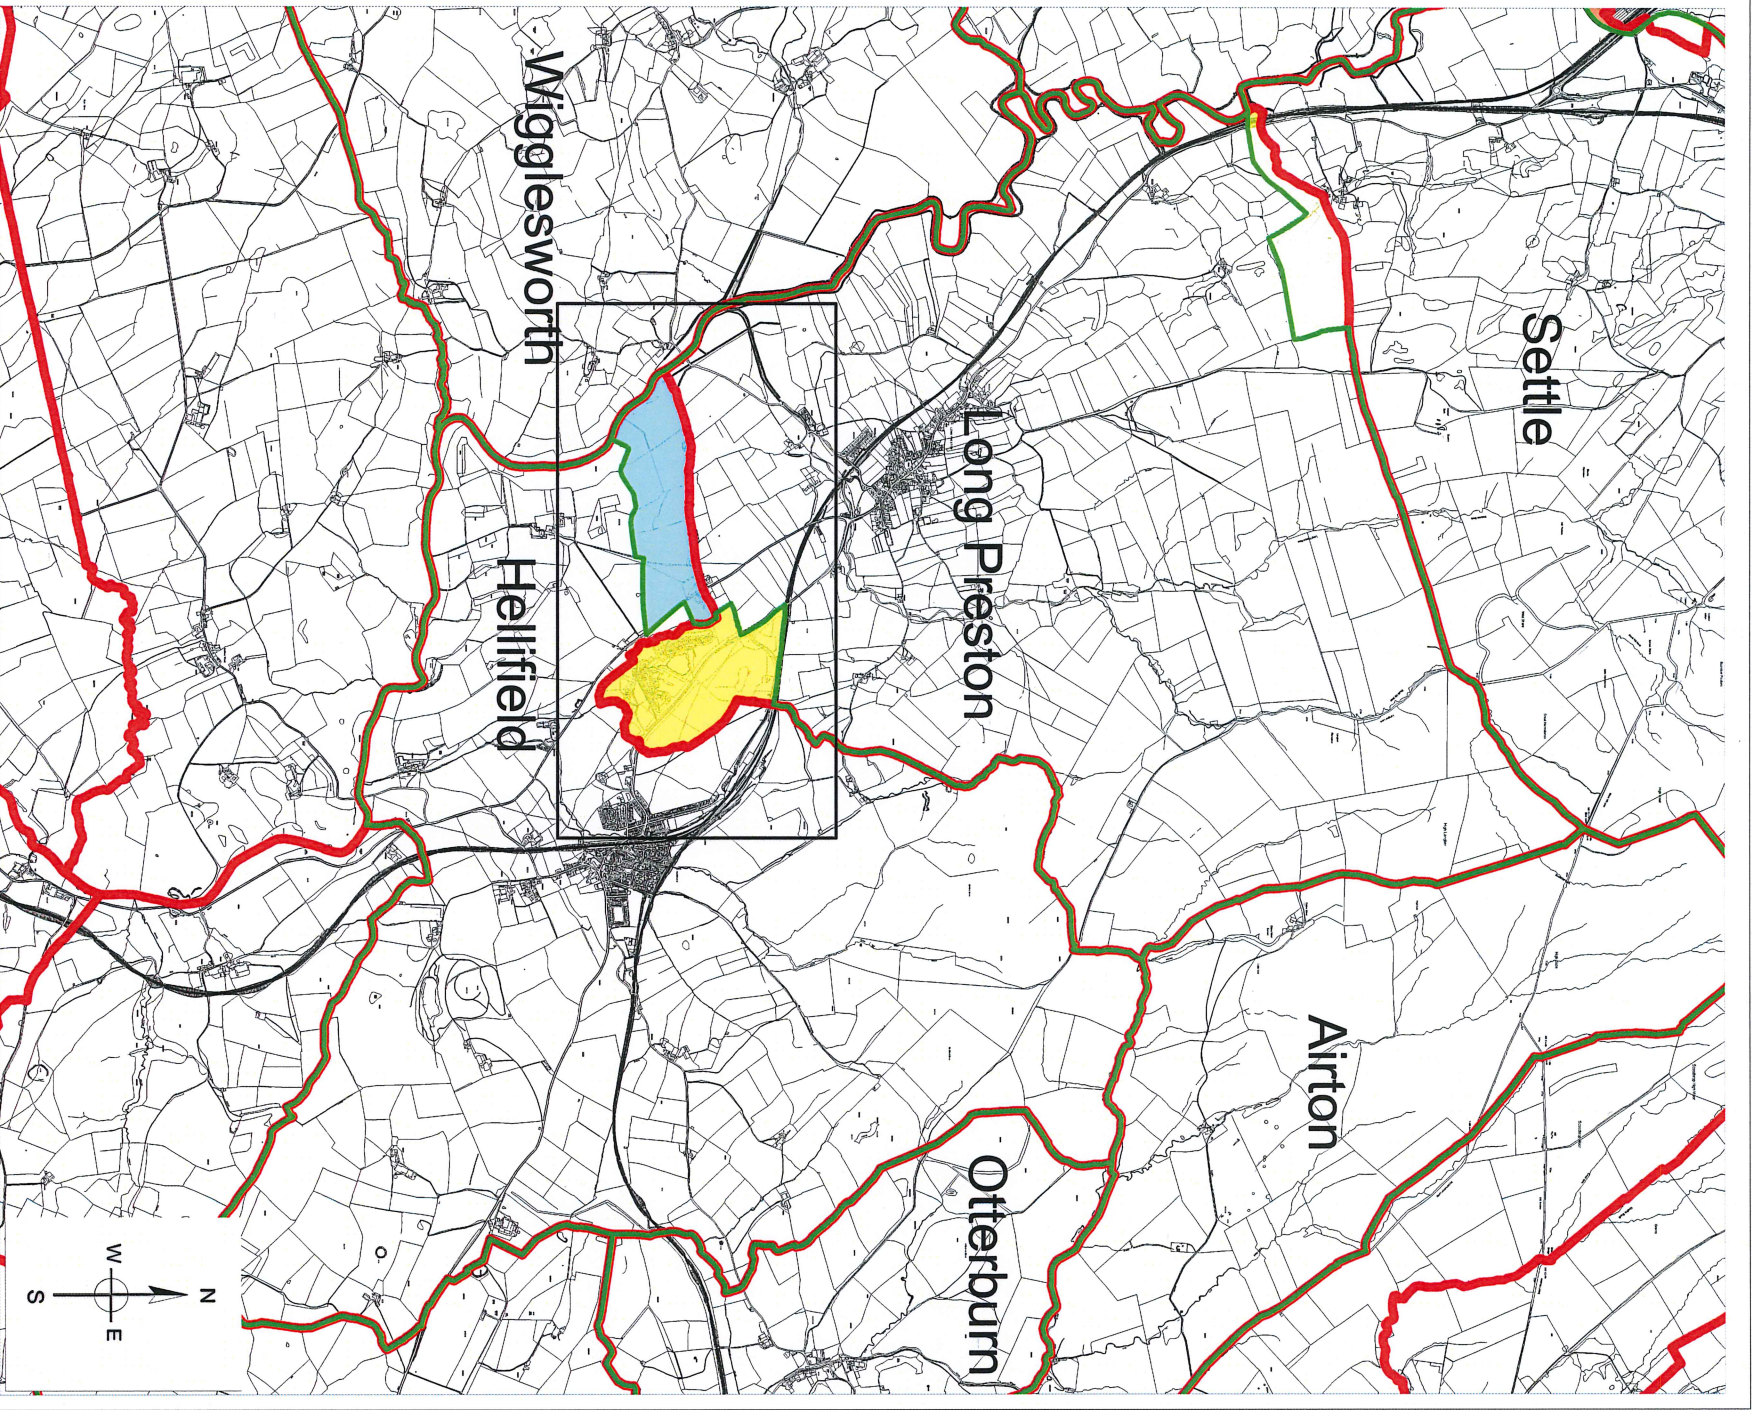 Settle
Long Preston
Wigglesworth
Hellifield
Airton
Otterburn
N
W
E
S